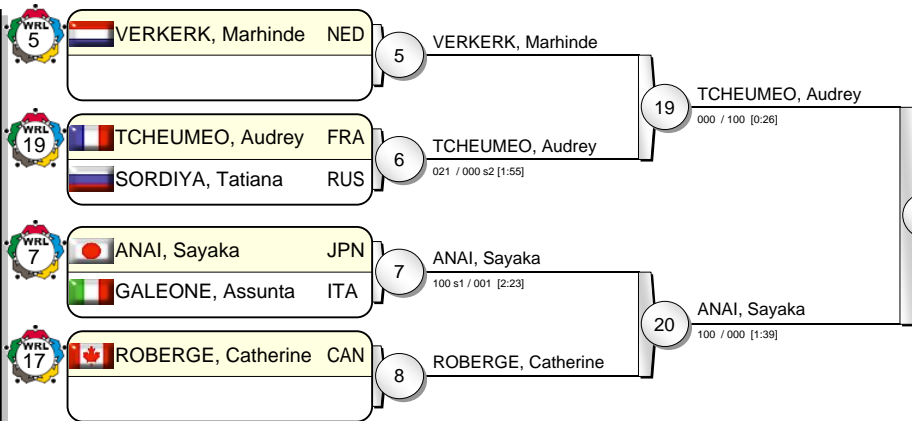 WRL
5
VERKERK, Marhinde NED
5
VERKERK, Marhinde
WRL
19
TCHEUMEO, Audrey FRA
SORDIYA, Tatiana RUS
6
TCHEUMEO, Audrey
021 / 000 s2 [1:55]
19
TCHEUMEO, Audrey
000 / 100 [0:26]
WRL
7
ANAI, Sayaka JPN
GALEONE, Assunta ITA
7
ANAI, Sayaka
100 s1 / 001 [2:23]
WRL
17
ROBERGE, Catherine CAN
8
ROBERGE, Catherine
20
ANAI, Sayaka
100 / 000 [1:39]